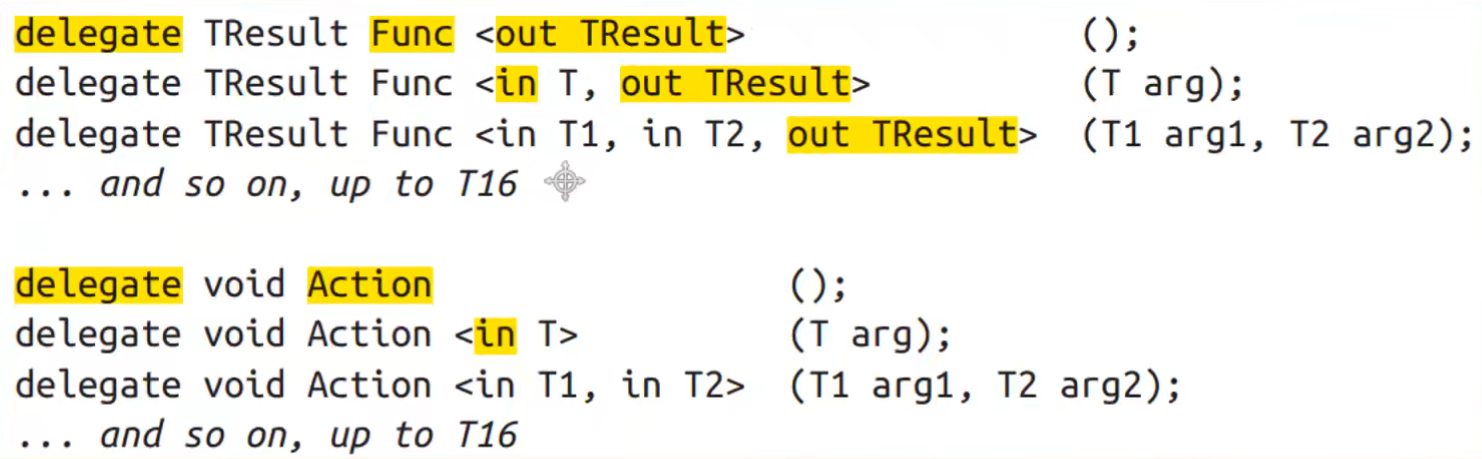 delegate TResult Func <out TResult> ();
delegate TResult Func <in T, out TResult> (T arg);
delegate TResult Func <in T1, in T2, out TResult> (T1 arg1, T2 arg2);
... and so on, up to T16
delegate void Action ();
delegate void Action <in T> (T arg);
delegate void Action <in T1, in T2> (T1 arg1, T2 arg2);
... and so on, up to T16